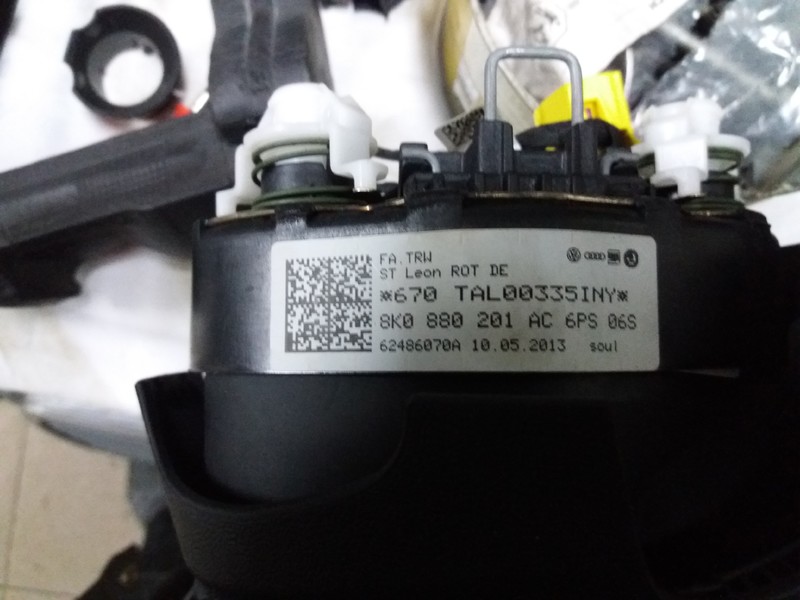 FA.TRW
ST Leon ROT DE
*670 TAL00335INY*
8K0 880 201 AC 6PS 06S
62486070A 10.05.2013 soul